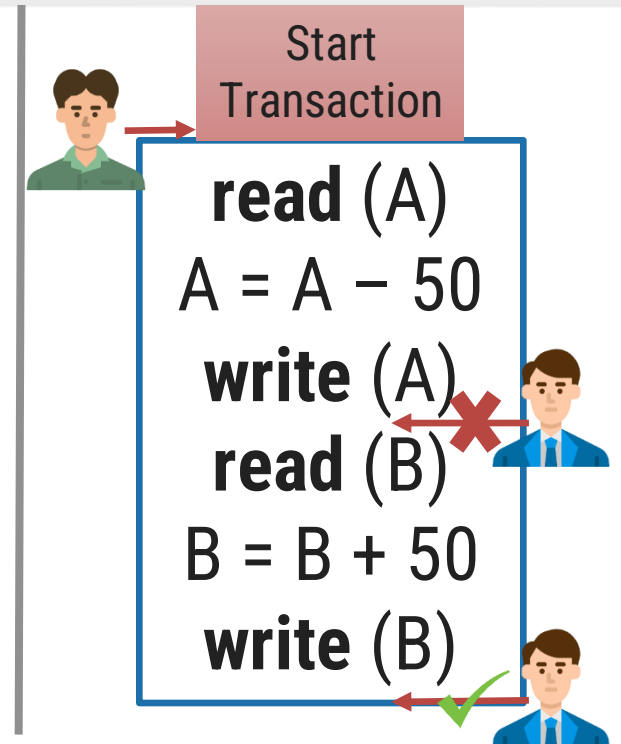 Start
Transaction
read (A)
A = A – 50
write (A)
read (B)
B = B + 50
write (B)